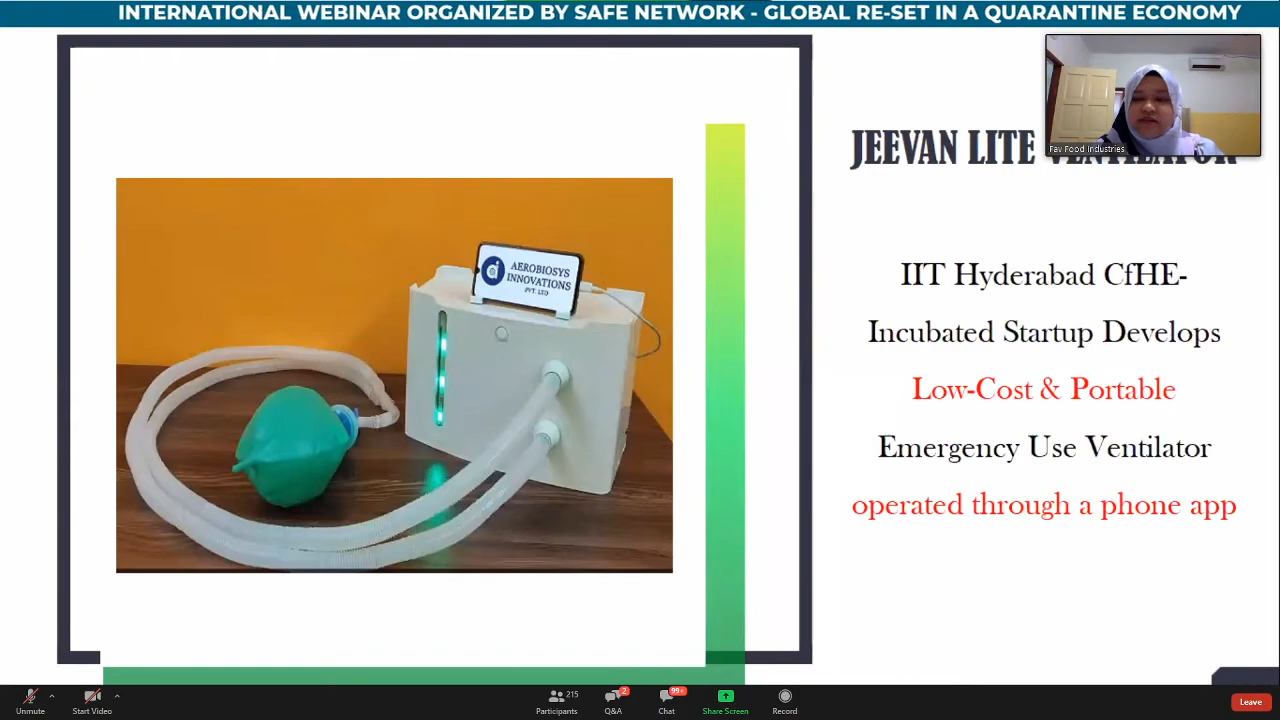 INTERNATIONAL WEBINAR ORGANIZED BY SAFE NETWORK - GLOBAL RE-SET IN A QUARANTINE ECONOMY
Fav Food Industries
JEEVAN LITE VENTILATOR
AEROBIOSYS
INNOVATIONS
PVT. LTD
IIT Hyderabad CfHE-
Incubated Startup Develops
Low-Cost & Portable
Emergency Use Ventilator
operated through a phone app
Unmute
Start Video
215
Participants
2
Q&A
99+
Chat
Share Screen
Record
Leave